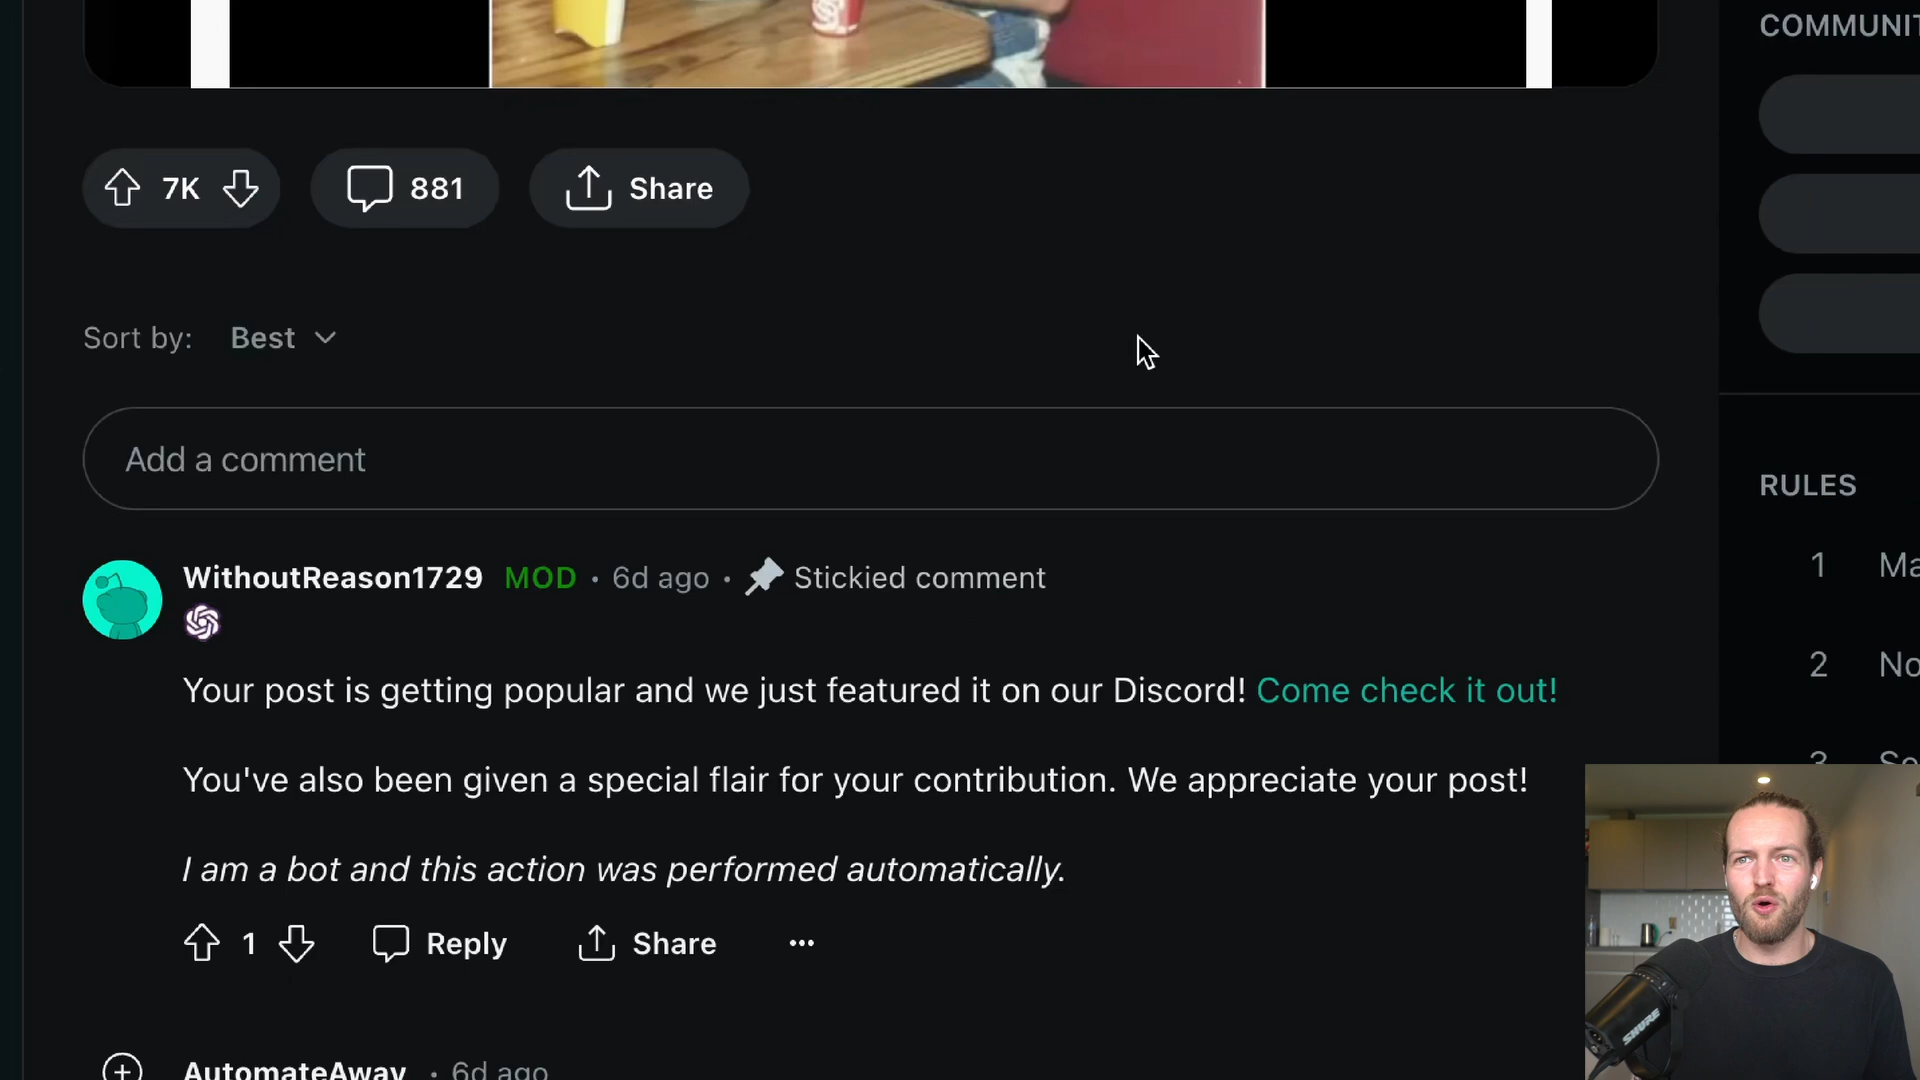 COMMUNIT
7K
881
Share
Sort by: Best
Add a comment
RULES
1 Ma
2 No
3 So
WithoutReason1729 MOD • 6d ago • Stickied comment
Your post is getting popular and we just featured it on our Discord! Come check it out!
You've also been given a special flair for your contribution. We appreciate your post!
I am a bot and this action was performed automatically.
1 Reply Share ...
AutomateAway • 6d ago
SHURE